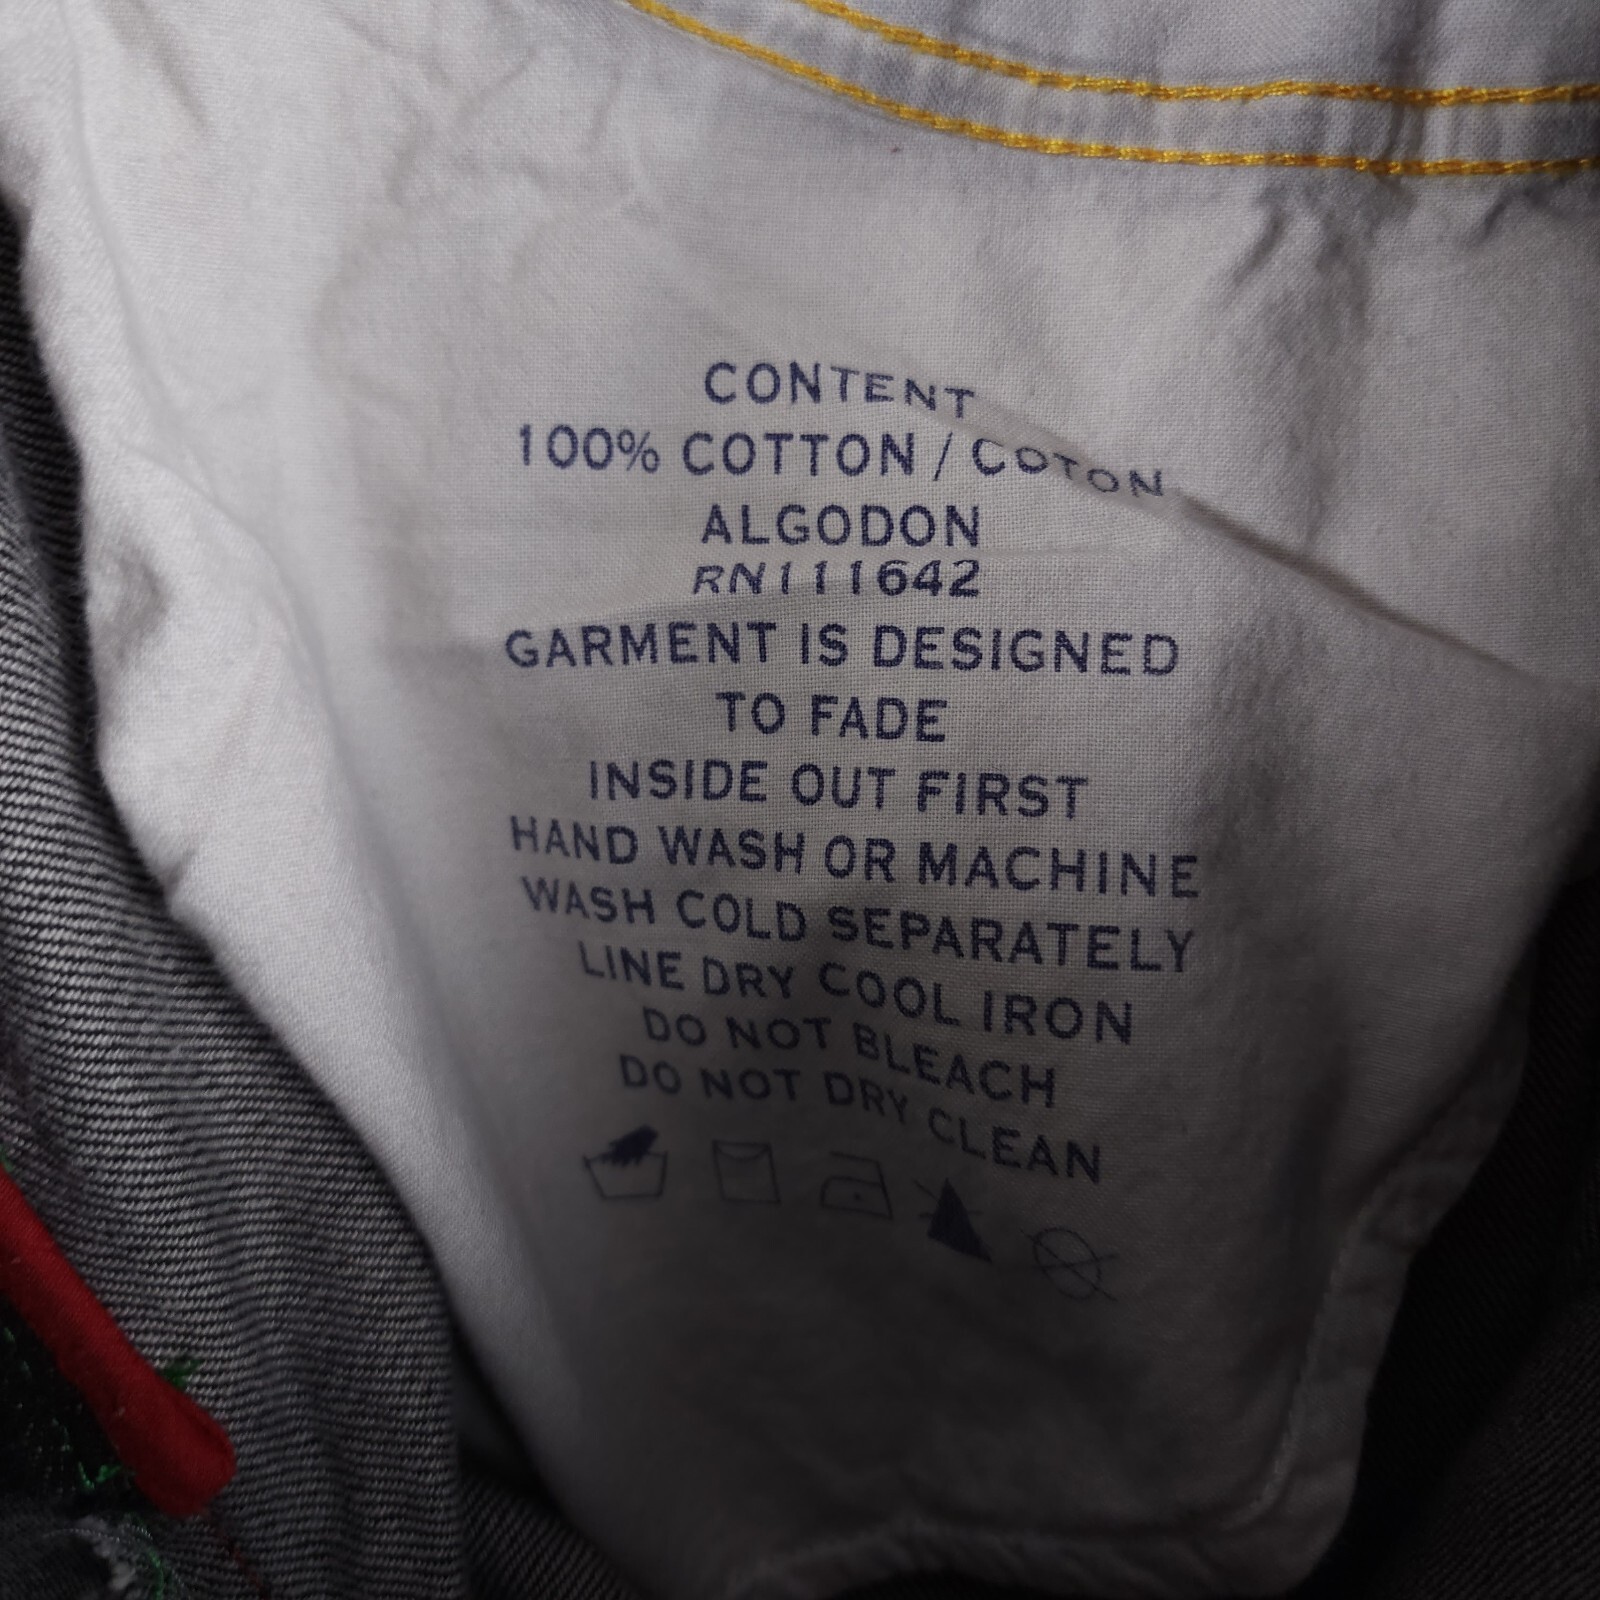 CONTENT
100% COTTON / COTON
ALGODON
RN111642
GARMENT IS DESIGNED
TO FADE
INSIDE OUT FIRST
HAND WASH OR MACHINE
WASH COLD SEPARATELY
LINE DRY COOL IRON
DO NOT BLEACH
DO NOT DRY CLEAN